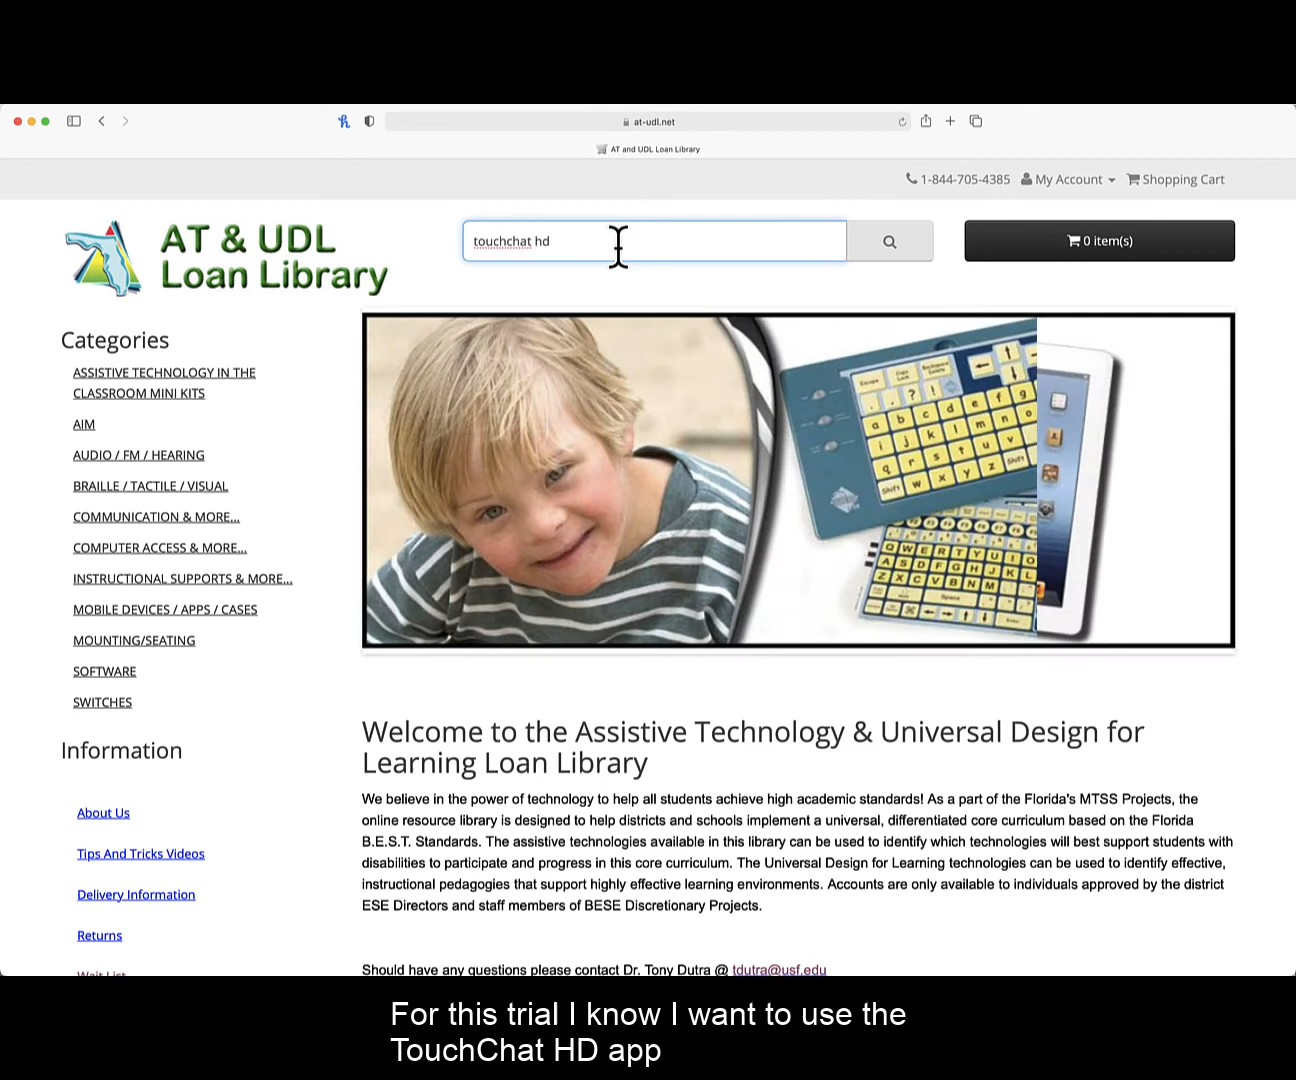 at-udl.net
AT and UDL Loan Library
1-844-705-4385 My Account Shopping Cart
AT & UDL
Loan Library
touchchat hd
0 item(s)
Categories
ASSISTIVE TECHNOLOGY IN THE
CLASSROOM MINI KITS
AIM
AUDIO / FM / HEARING
BRAILLE / TACTILE / VISUAL
COMMUNICATION & MORE...
COMPUTER ACCESS & MORE...
INSTRUCTIONAL SUPPORTS & MORE...
MOBILE DEVICES / APPS / CASES
MOUNTING/SEATING
SOFTWARE
SWITCHES
Information
About Us
Tips And Tricks Videos
Delivery Information
Returns
Wait List
Welcome to the Assistive Technology & Universal Design for
Learning Loan Library
We believe in the power of technology to help all students achieve high academic standards! As a part of the Florida's MTSS Projects, the
online resource library is designed to help districts and schools implement a universal, differentiated core curriculum based on the Florida
B.E.S.T. Standards. The assistive technologies available in this library can be used to identify which technologies will best support students with
disabilities to participate and progress in this core curriculum. The Universal Design for Learning technologies can be used to identify effective,
instructional pedagogies that support highly effective learning environments. Accounts are only available to individuals approved by the district
ESE Directors and staff members of BESE Discretionary Projects.
Should have any questions please contact Dr. Tony Dutra @ tdutra@usf.edu
For this trial I know I want to use the
TouchChat HD app